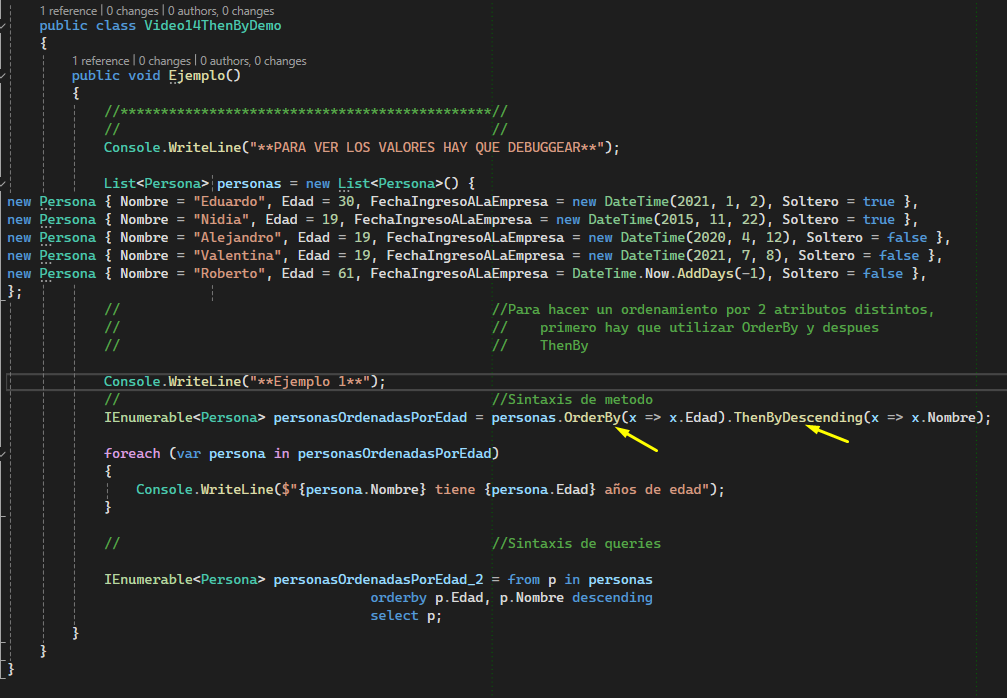 1 reference | 0 changes | 0 authors, 0 changes
public class Video14ThenByDemo
{
1 reference | 0 changes | 0 authors, 0 changes
public void Ejemplo()
{
//**********************************************//
// //
Console.WriteLine("**PARA VER LOS VALORES HAY QUE DEBUGGEAR**");
List<Persona> personas = new List<Persona>() {
new Persona { Nombre = "Eduardo", Edad = 30, FechaIngresoALaEmpresa = new DateTime(2021, 1, 2), Soltero = true },
new Persona { Nombre = "Nidia", Edad = 19, FechaIngresoALaEmpresa = new DateTime(2015, 11, 22), Soltero = true },
new Persona { Nombre = "Alejandro", Edad = 19, FechaIngresoALaEmpresa = new DateTime(2020, 4, 12), Soltero = false },
new Persona { Nombre = "Valentina", Edad = 19, FechaIngresoALaEmpresa = new DateTime(2021, 7, 8), Soltero = false },
new Persona { Nombre = "Roberto", Edad = 61, FechaIngresoALaEmpresa = DateTime.Now.AddDays(-1), Soltero = false },
};
// //Para hacer un ordenamiento por 2 atributos distintos,
// // primero hay que utilizar OrderBy y despues
// // ThenBy
Console.WriteLine("**Ejemplo 1**");
// //Sintaxis de metodo
IEnumerable<Persona> personasOrdenadasPorEdad = personas.OrderBy(x => x.Edad).ThenByDescending(x => x.Nombre);
foreach (var persona in personasOrdenadasPorEdad)
{
Console.WriteLine($"{persona.Nombre} tiene {persona.Edad} años de edad");
}
// //Sintaxis de queries
IEnumerable<Persona> personasOrdenadasPorEdad_2 = from p in personas
orderby p.Edad, p.Nombre descending
select p;
}
}
}